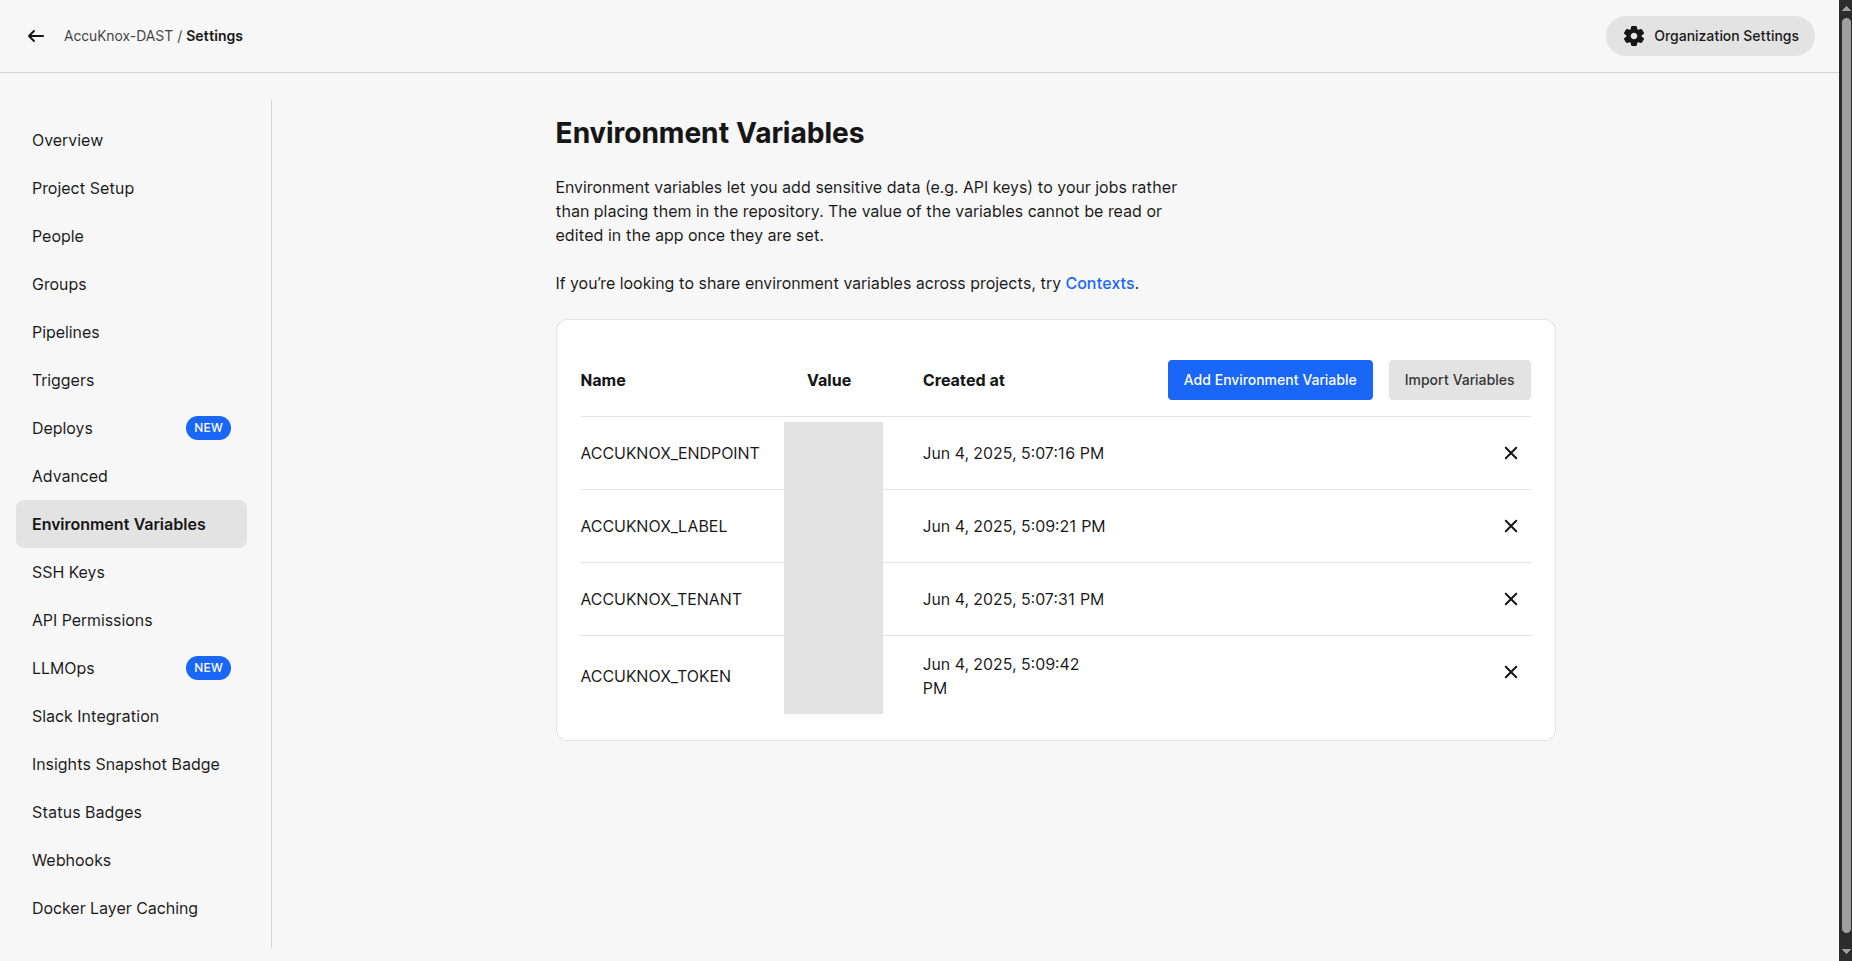 AccuKnox-DAST / Settings
Organization Settings
Overview
Project Setup
People
Groups
Pipelines
Triggers
Deploys NEW
Advanced
Environment Variables
SSH Keys
API Permissions
LLMOps NEW
Slack Integration
Insights Snapshot Badge
Status Badges
Webhooks
Docker Layer Caching
Environment Variables
Environment variables let you add sensitive data (e.g. API keys) to your jobs rather
than placing them in the repository. The value of the variables cannot be read or
edited in the app once they are set.
If you’re looking to share environment variables across projects, try Contexts.
Name Value Created at Add Environment Variable Import Variables
ACCUKNOX_ENDPOINT Jun 4, 2025, 5:07:16 PM
ACCUKNOX_LABEL Jun 4, 2025, 5:09:21 PM
ACCUKNOX_TENANT Jun 4, 2025, 5:07:31 PM
ACCUKNOX_TOKEN Jun 4, 2025, 5:09:42
PM